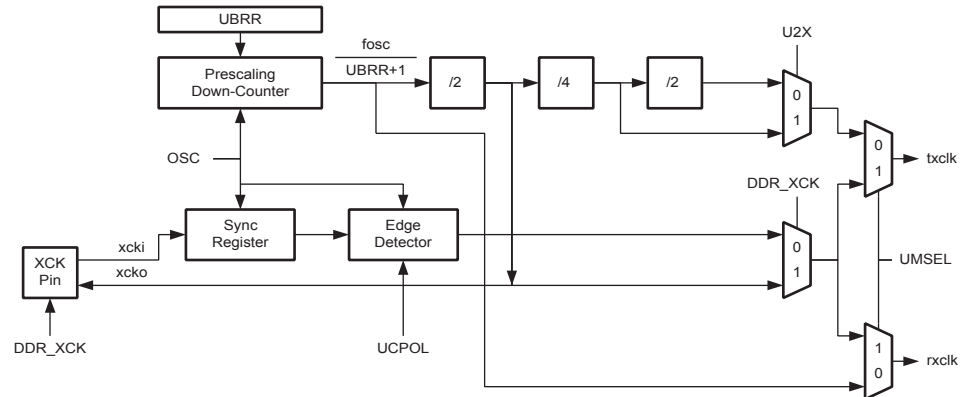 UBRR
U2X
fosc
UBRR+1
Prescaling
Down-Counter
/2
/4
/2
0
1
OSC
0
1
txclk
DDR_XCK
Sync
Register
Edge
Detector
xcki
xcko
XCK
Pin
0
1
UMSEL
DDR_XCK
UCPOL
1
0
rxclk